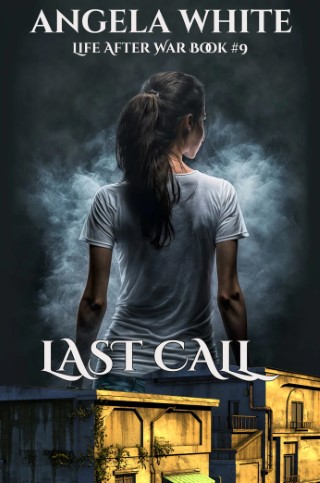 ANGELA WHITE
LIFE AFTER WAR BOOK #9
LAST CALL